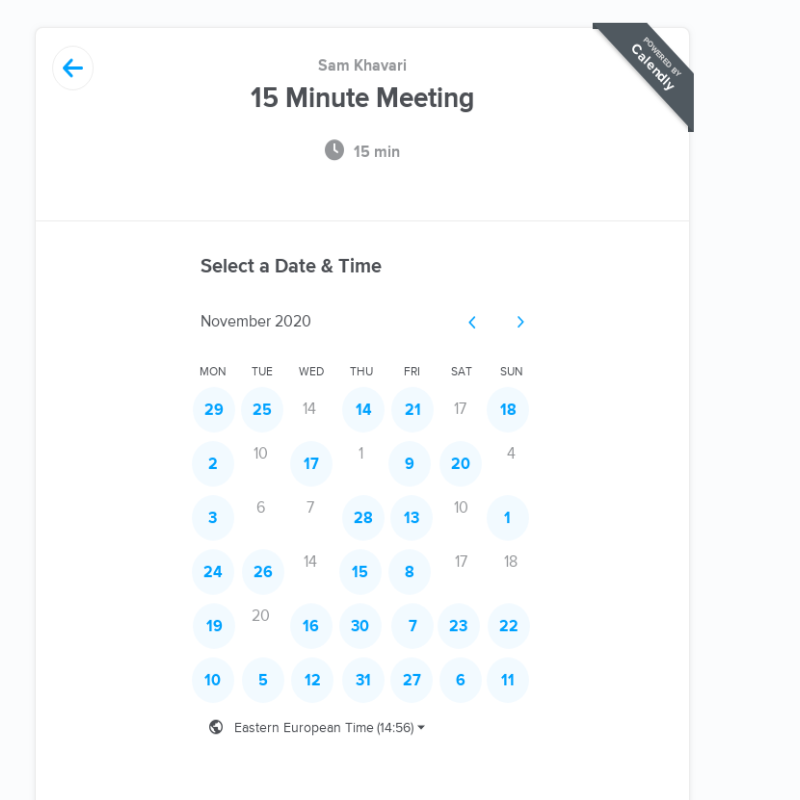 POWERED BY
Calendly
Sam Khavari
15 Minute Meeting
15 min
Select a Date & Time
November 2020
MON TUE WED THU FRI SAT SUN
29 25 14 14 21 17 18
2 10 17 1 9 20 4
3 6 7 28 13 10 1
24 26 14 15 8 17 18
19 20 16 30 7 23 22
10 5 12 31 27 6 11
Eastern European Time (14:56)